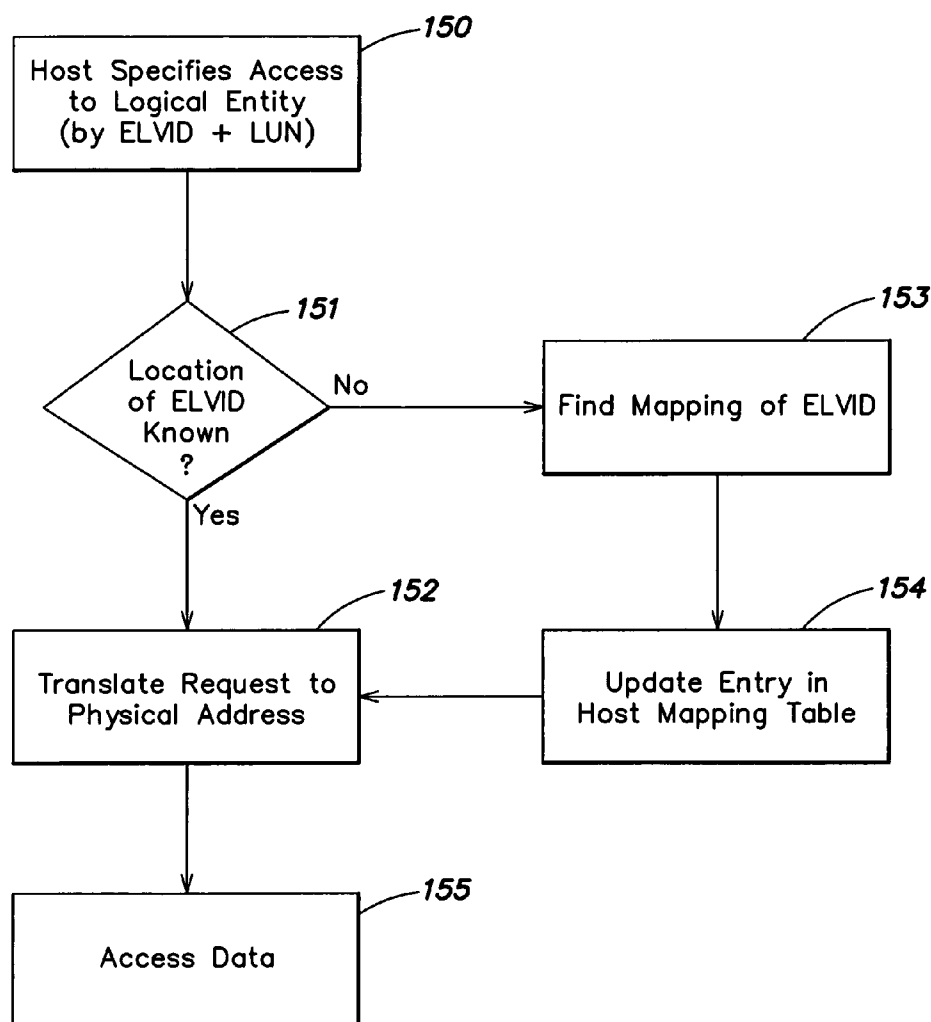 150
Host Specifies Access
to Logical Entity
(by ELVID + LUN)
151
Location
of ELVID
Known
?
No
Yes
153
Find Mapping of ELVID
152
Translate Request to
Physical Address
154
Update Entry in
Host Mapping Table
155
Access Data